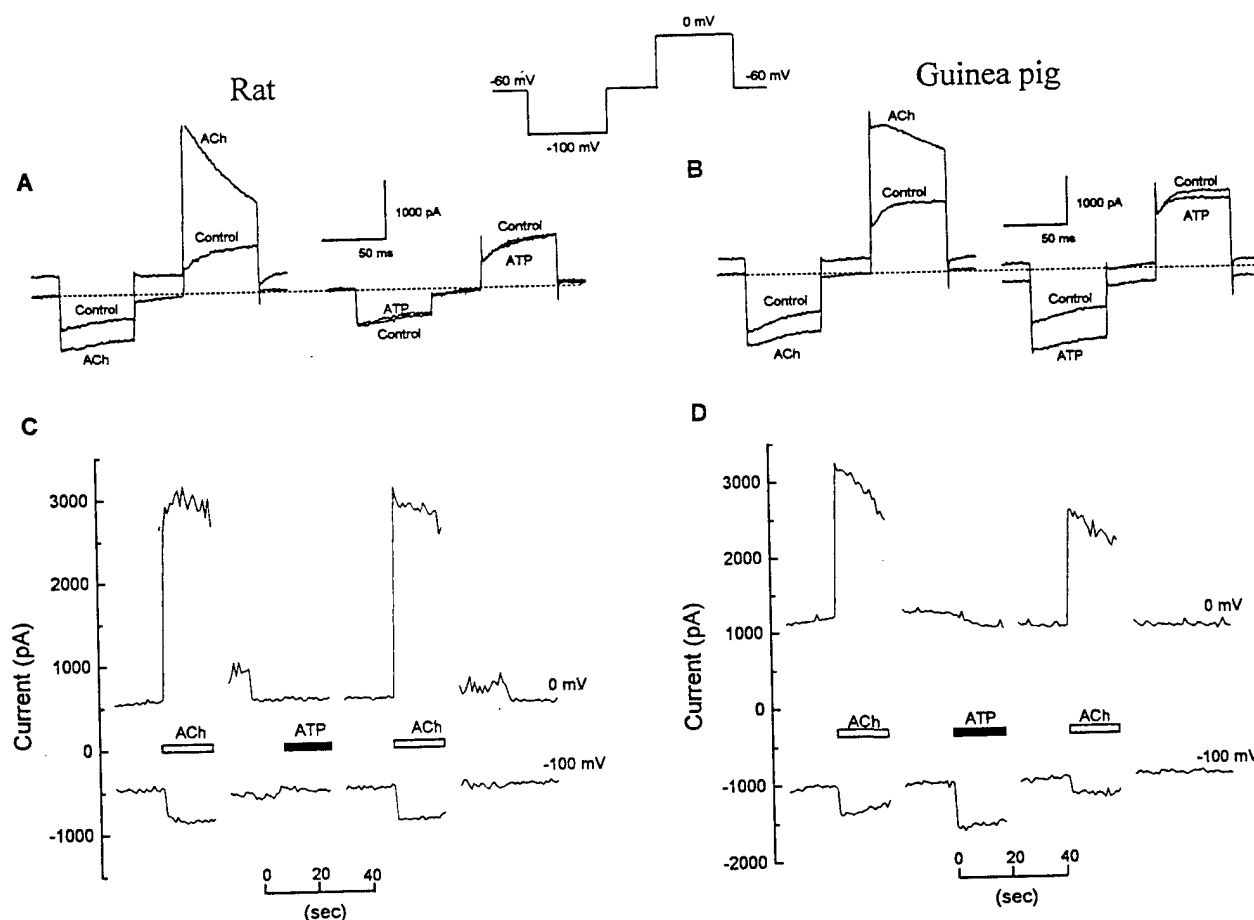 Rat
0 mV
-60 mV
-60 mV
-100 mV
Guinea pig
A
ACh
Control
Control
ACh
1000 pA
50 ms
Control
ATP
ATP
Control
B
ACh
Control
Control
ACh
1000 pA
50 ms
Control
ATP
Control
ATP
C
Current (pA)
3000
2000
1000
0
-1000
0 mV
ACh
ATP
ACh
-100 mV
0
20
40
(sec)
D
Current (pA)
3000
2000
1000
0
-1000
-2000
0 mV
ACh
ATP
ACh
-100 mV
0
20
40
(sec)